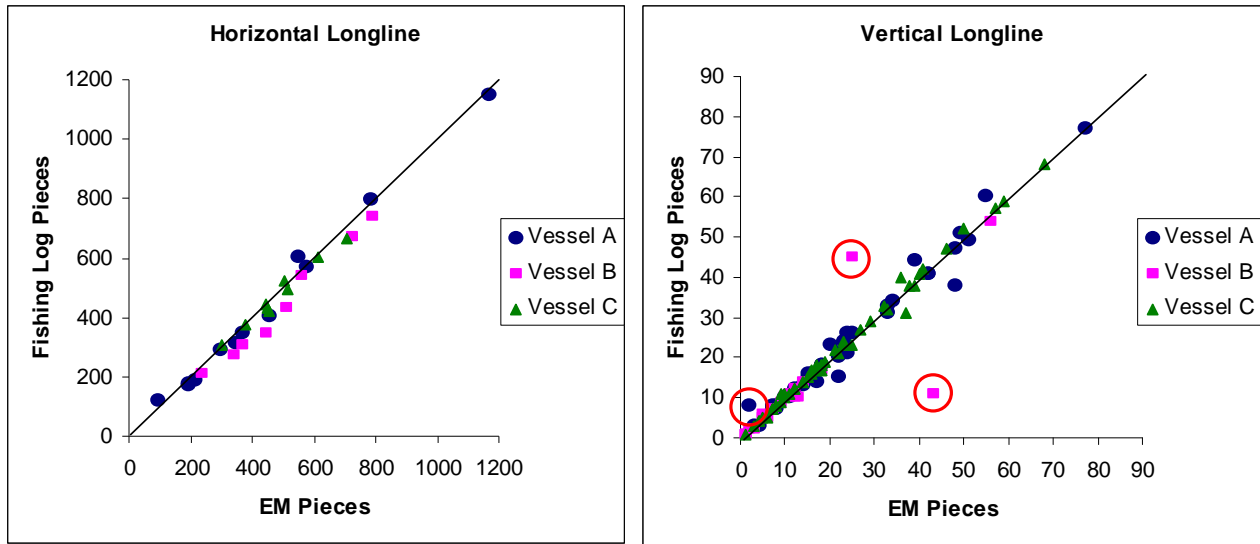 Horizontal Longline
Fishing Log Pieces
1200
1000
800
600
400
200
0
0 200 400 600 800 1000 1200
EM Pieces
Vessel A
Vessel B
Vessel C
Vertical Longline
Fishing Log Pieces
90
80
70
60
50
40
30
20
10
0
0 10 20 30 40 50 60 70 80 90
EM Pieces
Vessel A
Vessel B
Vessel C